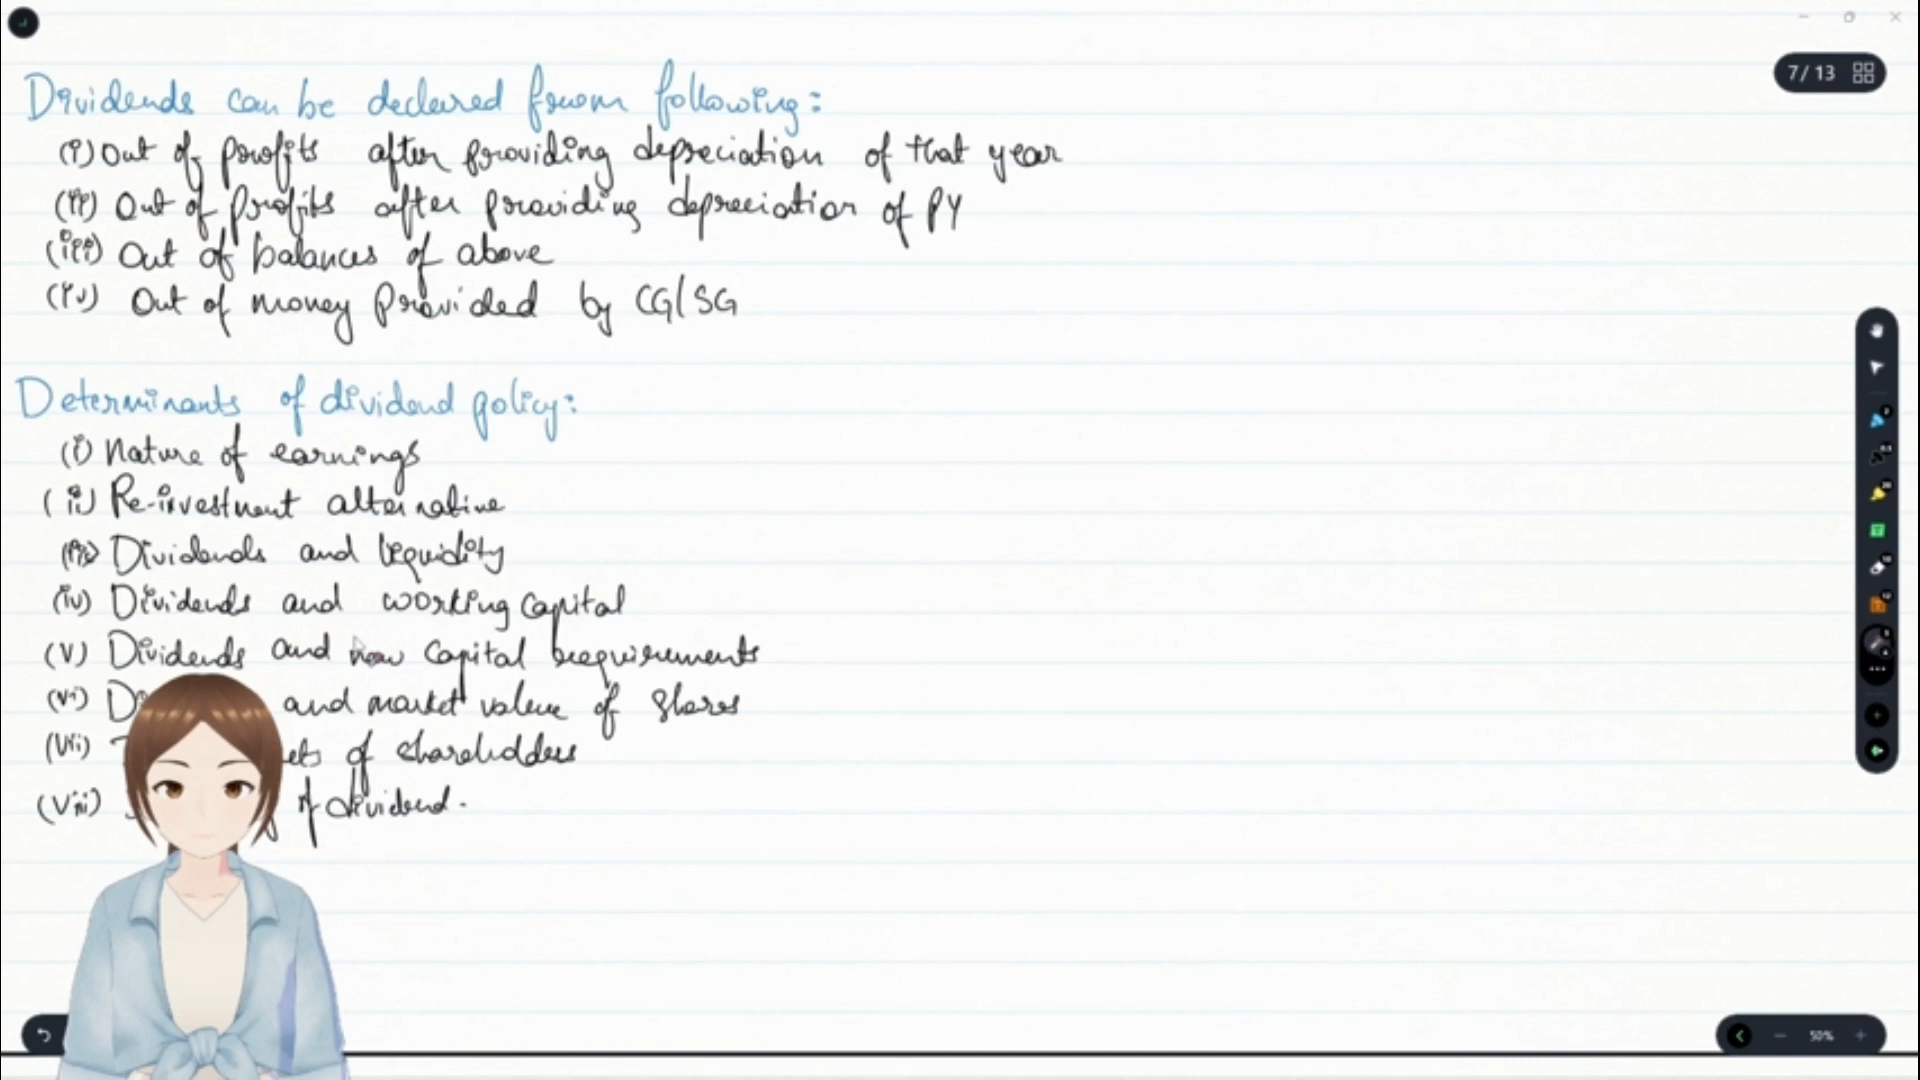 7/13
Dividends can be declared from following:
(i) Out of profits after providing depreciation of that year
(ii) Out of profits after providing depreciation of PY
(iii) Out of balances of above
(iv) Out of money Provided by CG/SG
Determinants of dividend policy:
(i) Nature of earnings
(ii) Re-investment alternative
(iii) Dividends and liquidity
(iv) Dividends and working capital
(v) Dividends and new capital requirements
(vi) and market value of shares
(vii) of shareholders
(viii) of dividend.
50%